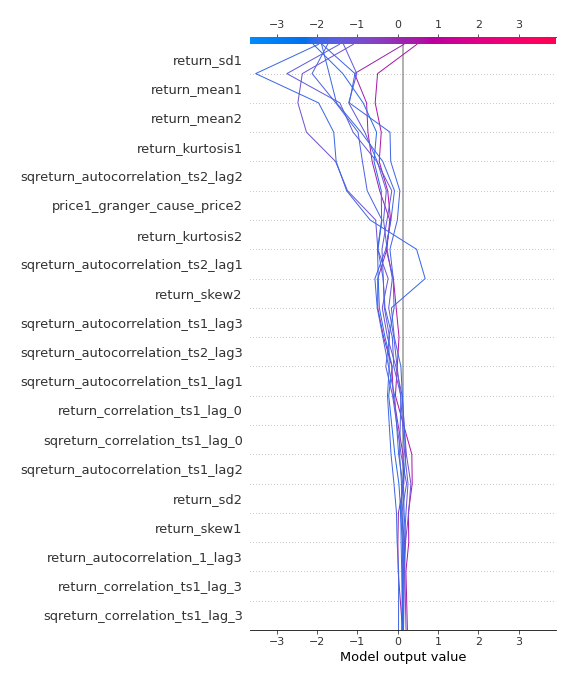 −3 −2 −1 0 1 2 3
return_sd1
return_mean1
return_mean2
return_kurtosis1
sqreturn_autocorrelation_ts2_lag2
price1_granger_cause_price2
return_kurtosis2
sqreturn_autocorrelation_ts2_lag1
return_skew2
sqreturn_autocorrelation_ts1_lag3
sqreturn_autocorrelation_ts2_lag3
sqreturn_autocorrelation_ts1_lag1
return_correlation_ts1_lag_0
sqreturn_correlation_ts1_lag_0
sqreturn_autocorrelation_ts1_lag2
return_sd2
return_skew1
return_autocorrelation_1_lag3
return_correlation_ts1_lag_3
sqreturn_correlation_ts1_lag_3
−3 −2 −1 0 1 2 3
Model output value